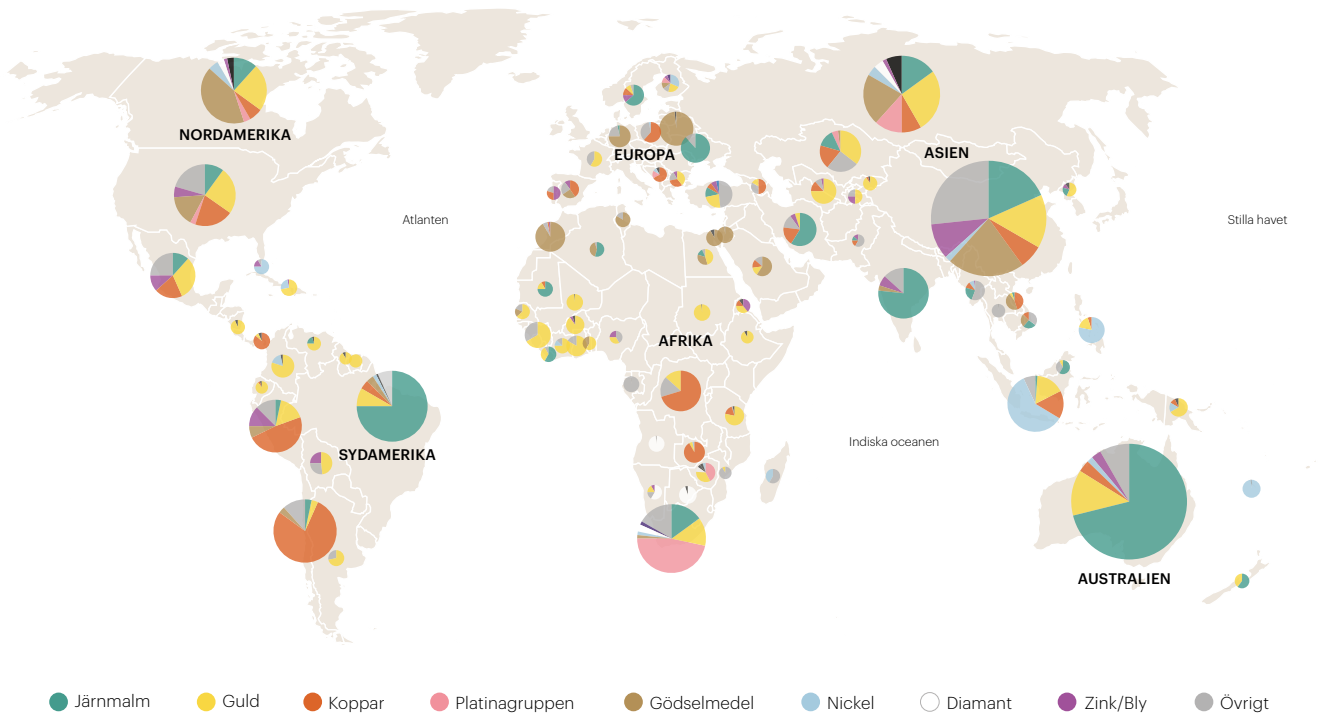 NORDAMERIKA
EUROPA
ASIEN
Atlanten
Stilla havet
AFRIKA
Indiska oceanen
SYDAMERIKA
AUSTRALIEN
Järnmalm
Guld
Koppar
Platinagruppen
Gödselmedel
Nickel
Diamant
Zink/Bly
Övrigt